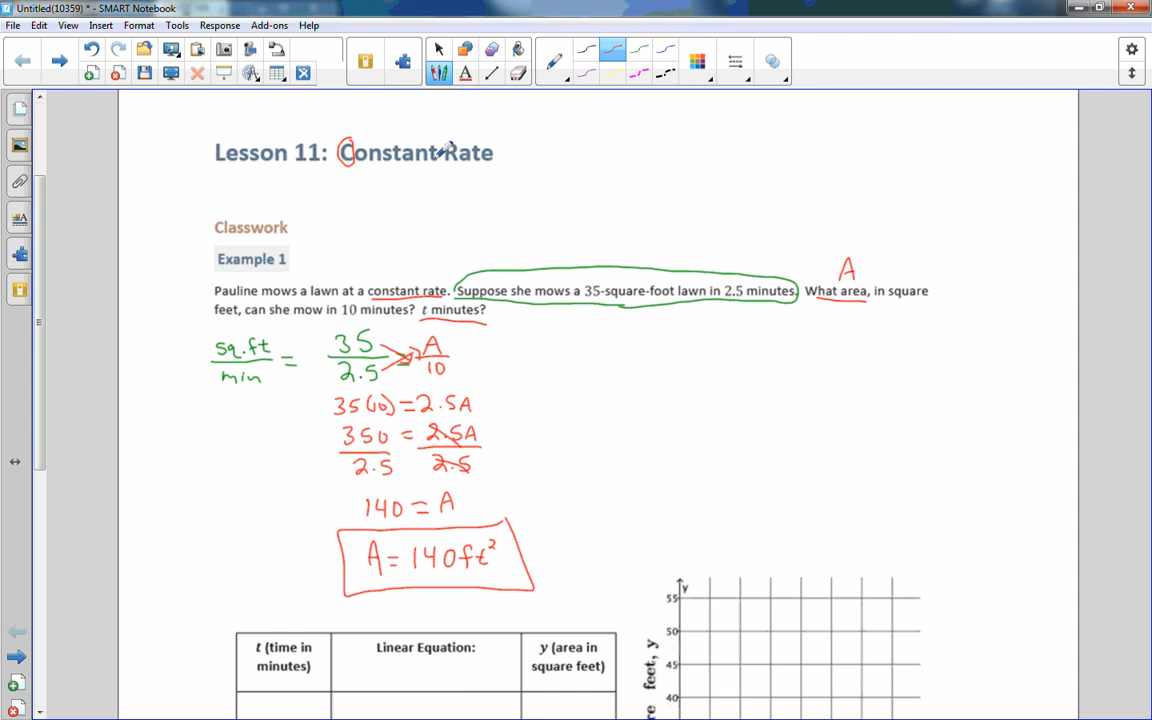 Untitled(10359) * - SMART Notebook
File Edit View Insert Format Tools Response Add-ons Help
Lesson 11: Constant Rate
Classwork
Example 1
A
Pauline mows a lawn at a constant rate. Suppose she mows a 35-square-foot lawn in 2.5 minutes. What area, in square
feet, can she mow in 10 minutes? t minutes?
sq.ft/min = 35/2.5 = A/10
35(10) = 2.5A
350/2.5 = 2.5A/2.5
140 = A
A = 140ft²
t (time in minutes) Linear Equation: y (area in square feet)
y
55
50
45
40
re feet, y